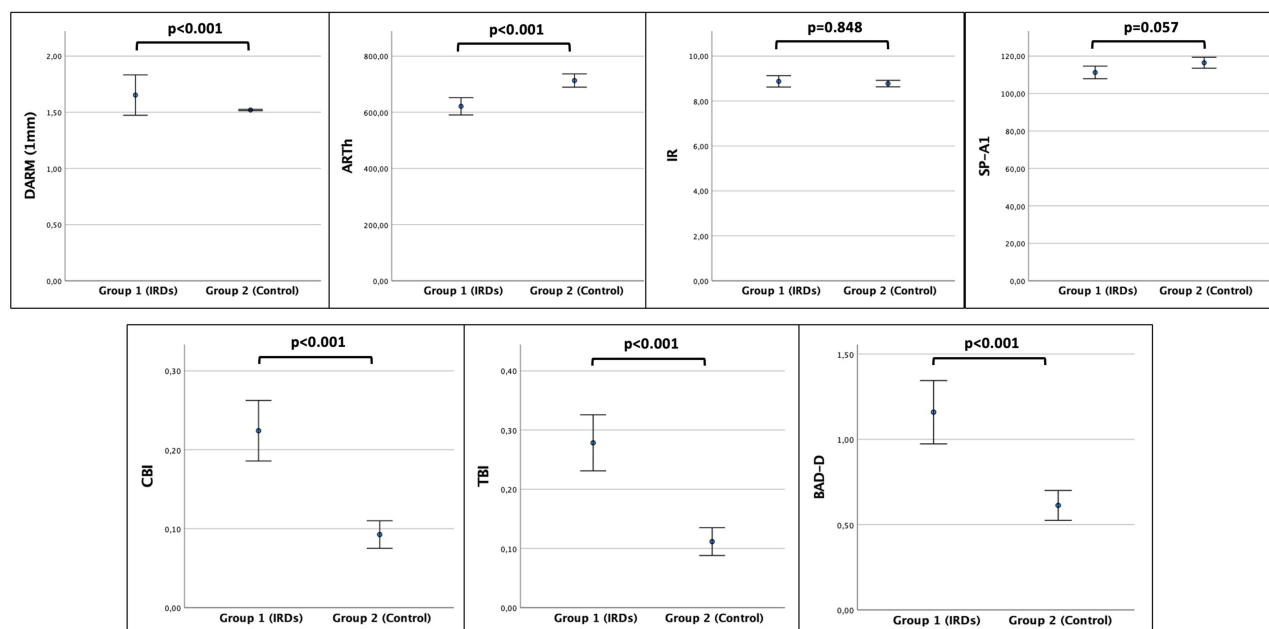 p<0.001
2,00
1,50
1,00
0,50
0,00
DARM (1mm)
Group 1 (IRDs) Group 2 (Control)
p<0.001
800,00
600,00
400,00
200,00
0,00
ARTh
Group 1 (IRDs) Group 2 (Control)
p=0.848
10,00
8,00
6,00
4,00
2,00
0,00
IR
Group 1 (IRDs) Group 2 (Control)
p=0.057
120,00
100,00
80,00
60,00
40,00
20,00
0,00
SP-A1
Group 1 (IRDs) Group 2 (Control)
p<0.001
0,30
0,20
0,10
0,00
CBI
Group 1 (IRDs) Group 2 (Control)
p<0.001
0,40
0,30
0,20
0,10
0,00
TBI
Group 1 (IRDs) Group 2 (Control)
p<0.001
1,50
1,00
0,50
0,00
BAD-D
Group 1 (IRDs) Group 2 (Control)